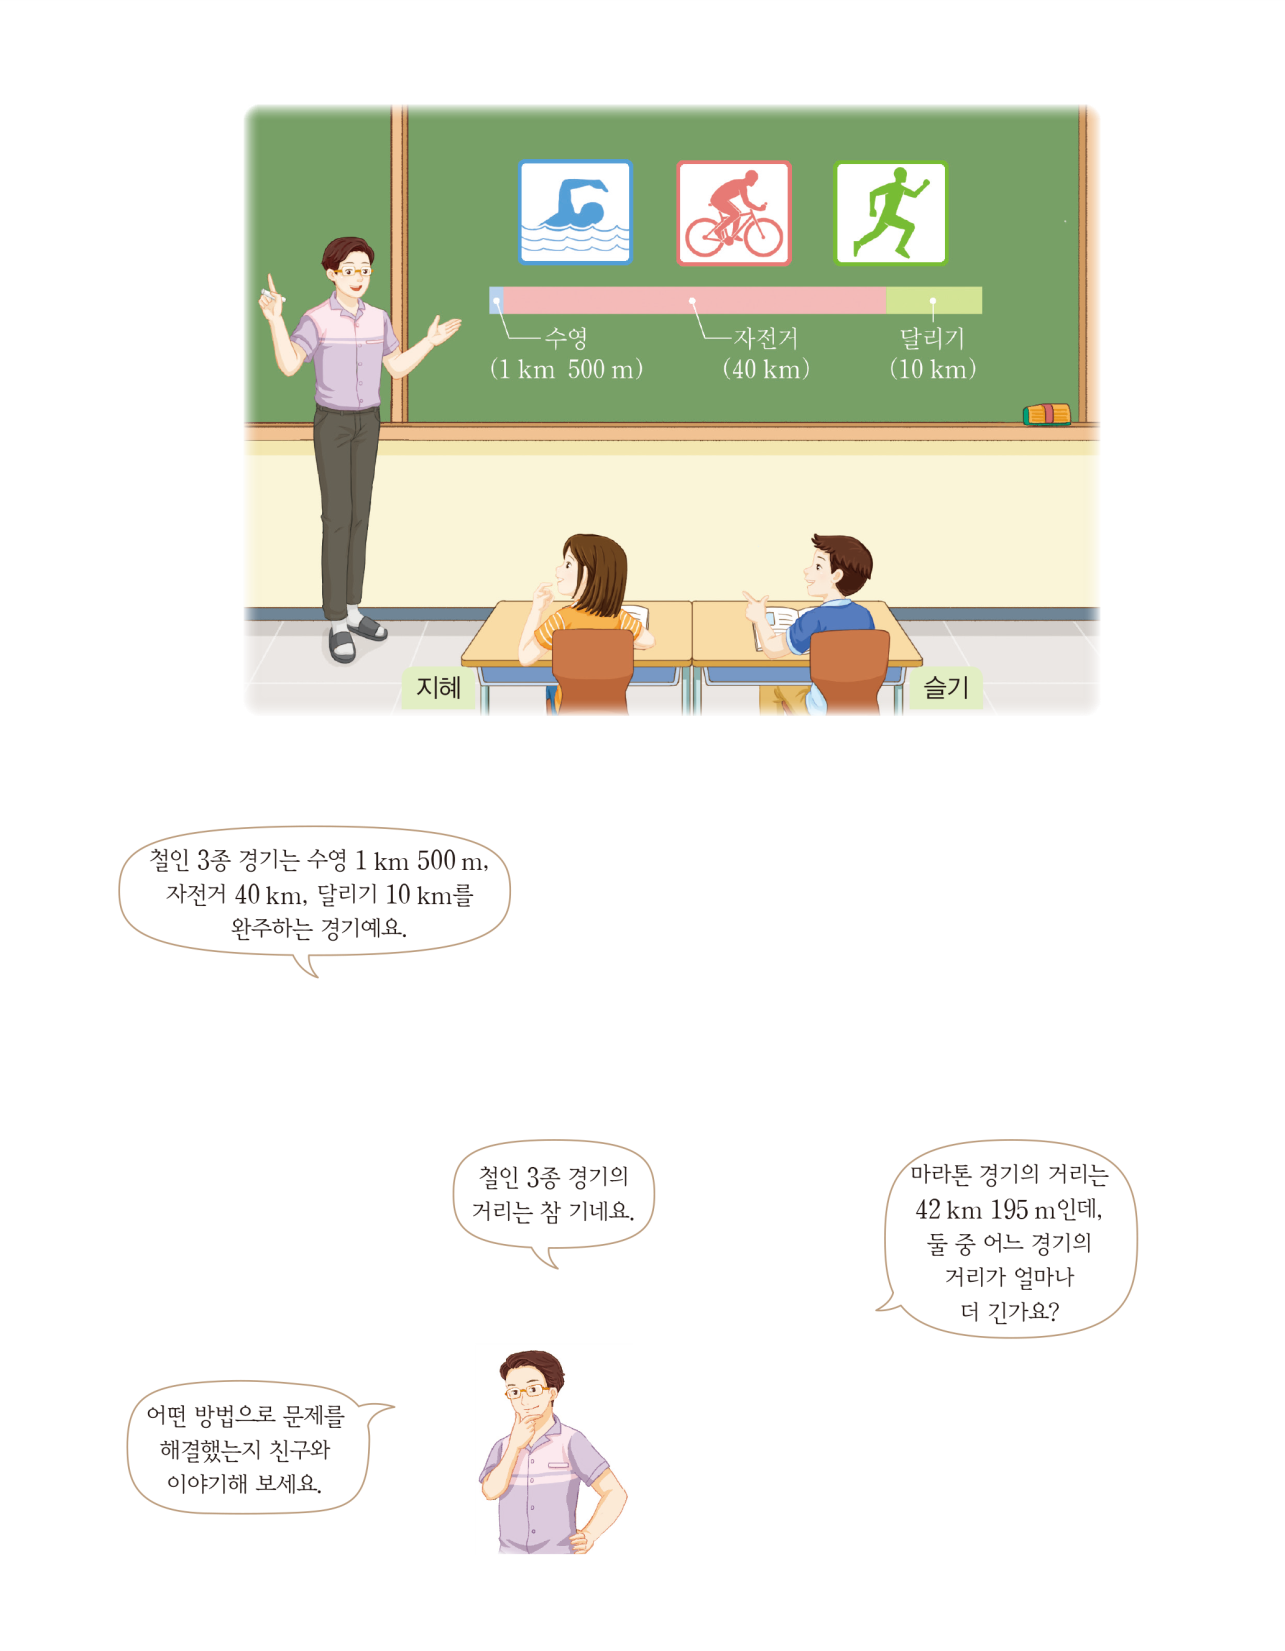 수영
(1 km 500 m)
자전거
(40 km)
달리기
(10 km)
지혜
슬기
철인 3종 경기는 수영 1 km 500 m,
자전거 40 km, 달리기 10 km를
완주하는 경기예요.
철인 3종 경기의
거리는 참 기네요.
마라톤 경기의 거리는
42 km 195 m인데,
둘 중 어느 경기의
거리가 얼마나
더 긴가요?
어떤 방법으로 문제를
해결했는지 친구와
이야기해 보세요.